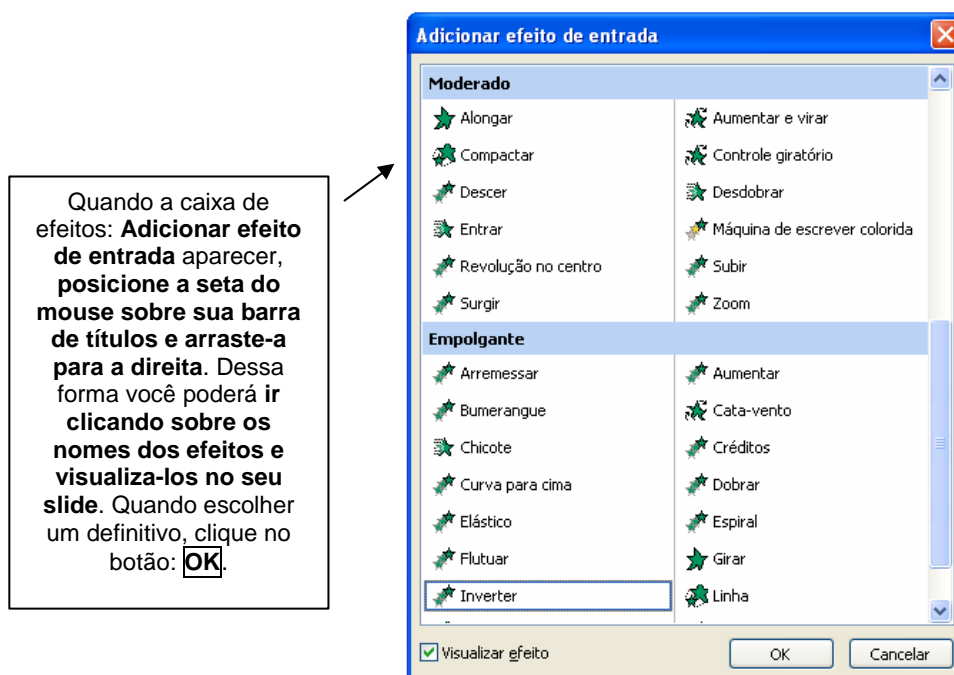 Adicionar efeito de entrada
Moderado
Alongar
Aumentar e virar
Compactar
Controle giratório
Descer
Desdobrar
Entrar
Máquina de escrever colorida
Revolução no centro
Subir
Surgir
Zoom
Empolgante
Arremessar
Aumentar
Bumerangue
Cata-vento
Chicote
Créditos
Curva para cima
Dobrar
Elástico
Espiral
Flutuar
Girar
Inverter
Linha
Visualizar efeito
OK
Cancelar
Quando a caixa de
efeitos: Adicionar efeito
de entrada aparecer,
posicione a seta do
mouse sobre sua barra
de títulos e arraste-a
para a direita. Dessa
forma você poderá ir
clicando sobre os
nomes dos efeitos e
visualiza-los no seu
slide. Quando escolher
um definitivo, clique no
botão: OK.